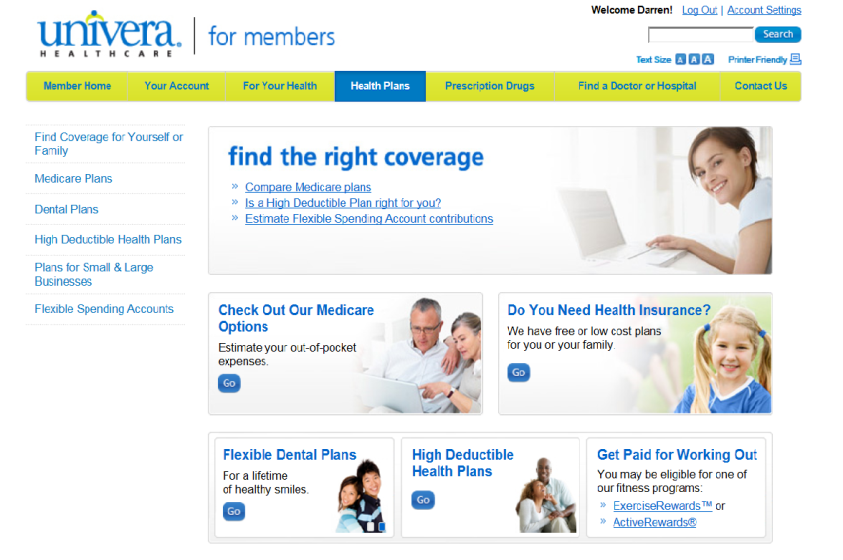 Welcome Darren! Log Out | Account Settings
univera
HEALTHCARE
for members
Search
Text Size A A A Printer Friendly
Member Home Your Account For Your Health Health Plans Prescription Drugs Find a Doctor or Hospital Contact Us
Find Coverage for Yourself or
Family
Medicare Plans
Dental Plans
High Deductible Health Plans
Plans for Small & Large
Businesses
Flexible Spending Accounts
find the right coverage
» Compare Medicare plans
» Is a High Deductible Plan right for you?
» Estimate Flexible Spending Account contributions
Check Out Our Medicare
Options
Estimate your out-of-pocket
expenses.
Go
Do You Need Health Insurance?
We have free or low cost plans
for you or your family.
Go
Flexible Dental Plans
For a lifetime
of healthy smiles.
Go
High Deductible
Health Plans
Go
Get Paid for Working Out
You may be eligible for one of
our fitness programs:
» ExerciseRewards™ or
» ActiveRewards®